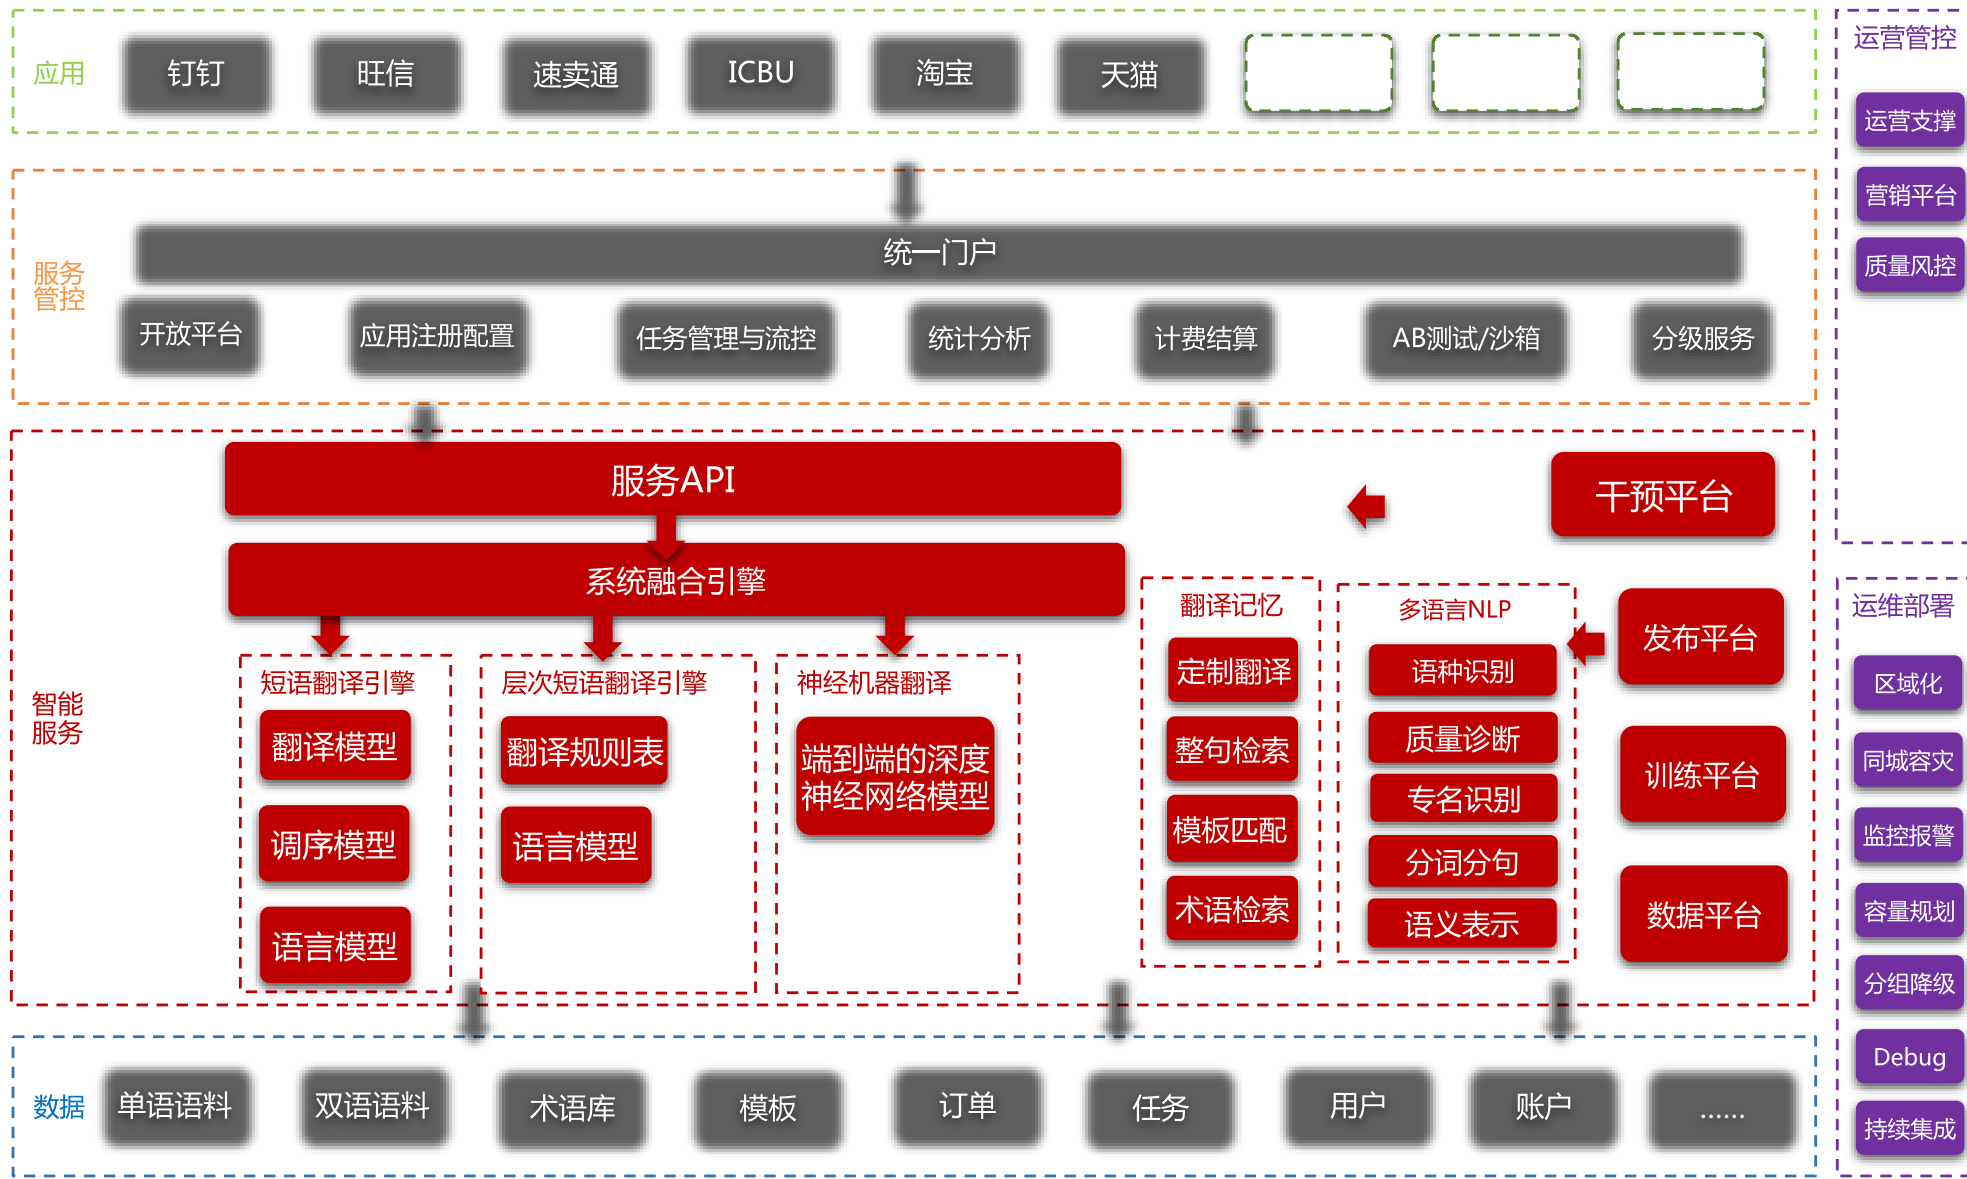 应用
钉钉
旺信
速卖通
ICBU
淘宝
天猫
服务
管控
统一门户
开放平台
应用注册配置
任务管理与流控
统计分析
计费结算
AB测试/沙箱
分级服务
智能
服务
服务API
系统融合引擎
短语翻译引擎
翻译模型
调序模型
语言模型
层次短语翻译引擎
翻译规则表
语言模型
神经机器翻译
端到端的深度
神经网络模型
翻译记忆
定制翻译
整句检索
模板匹配
术语检索
多语言NLP
语种识别
质量诊断
专名识别
分词分句
语义表示
干预平台
发布平台
训练平台
数据平台
数据
单语语料
双语语料
术语库
模板
订单
任务
用户
账户
......
运营管控
运营支撑
营销平台
质量风控
运维部署
区域化
同城容灾
监控报警
容量规划
分组降级
Debug
持续集成